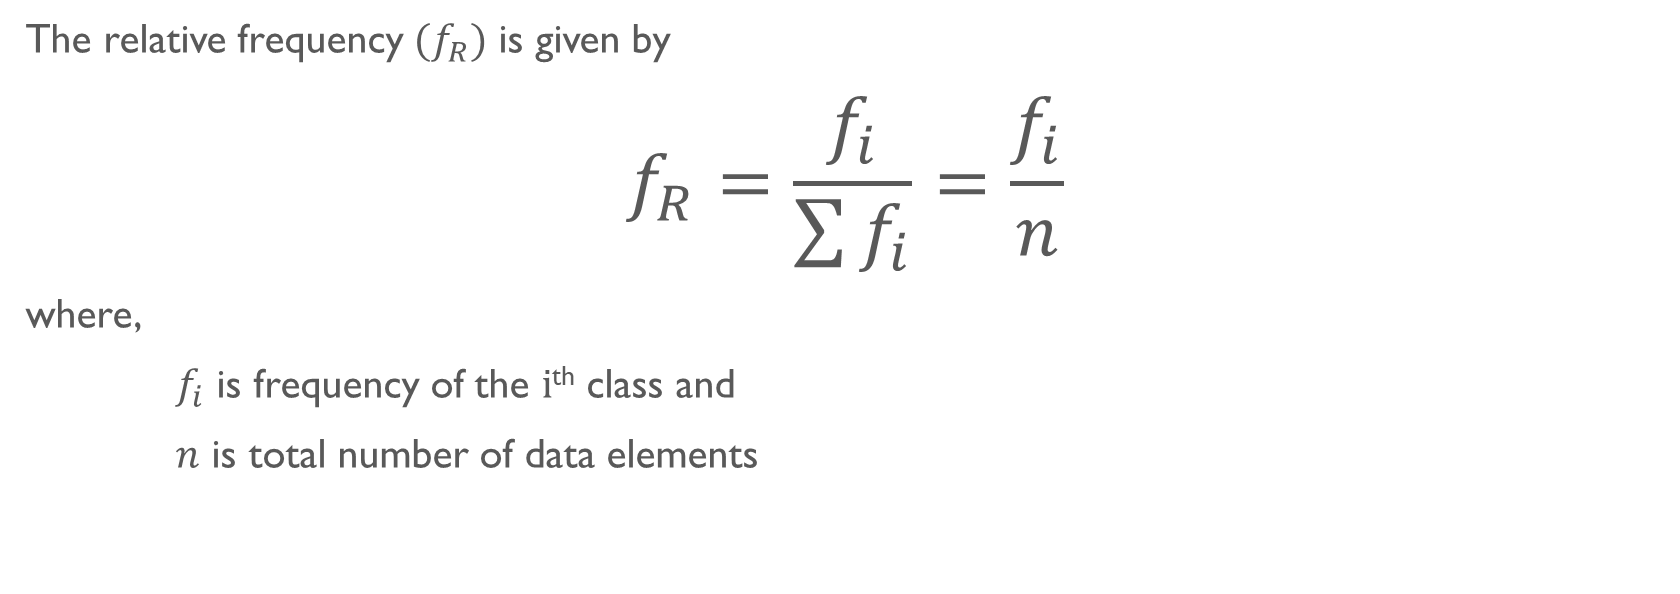 The relative frequency (f_R) is given by
f_R = f_i / ∑ f_i = f_i / n
where,
f_i is frequency of the i^th class and
n is total number of data elements